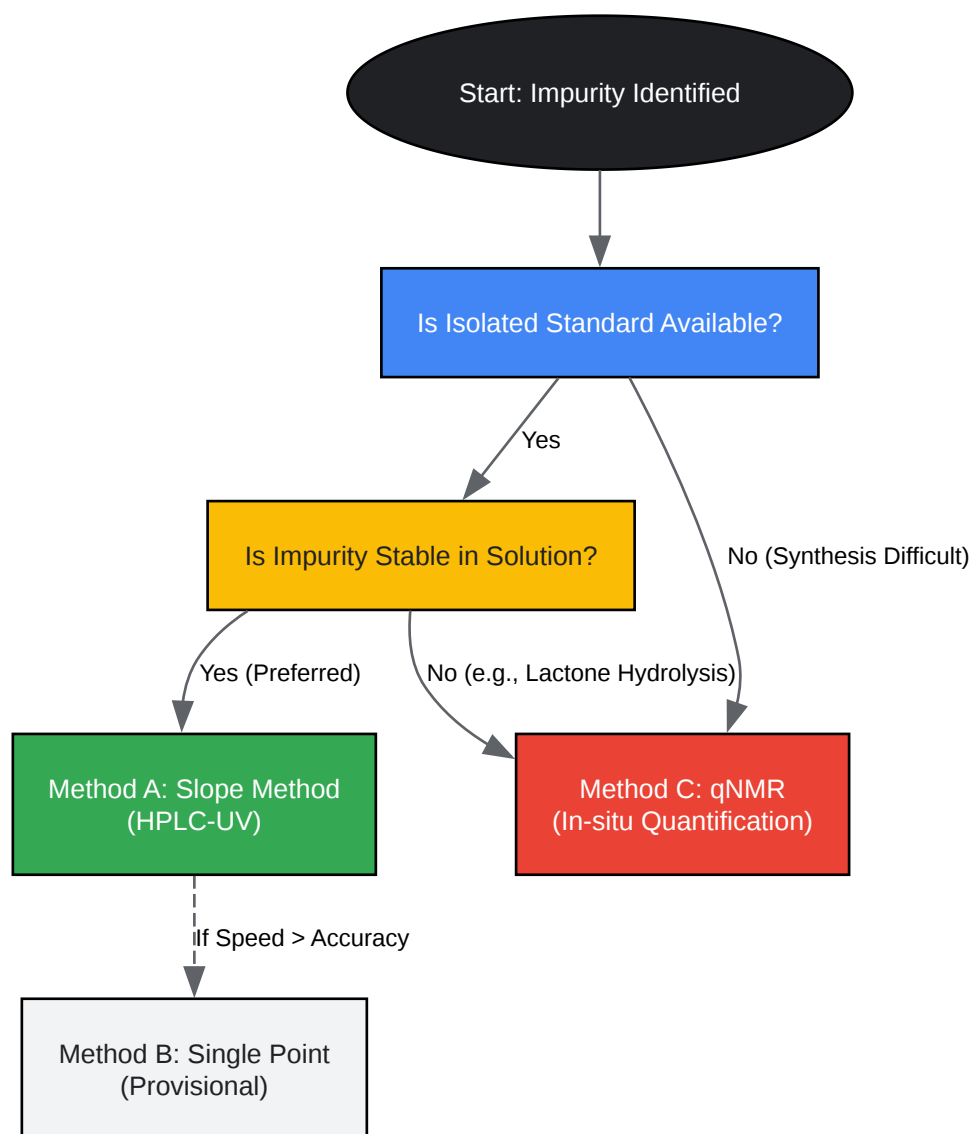 Start: Impurity Identified
Is Isolated Standard Available?
Yes
Is Impurity Stable in Solution?
No (Synthesis Difficult)
Yes (Preferred)
No (e.g., Lactone Hydrolysis)
Method A: Slope Method
(HPLC-UV)
Method C: qNMR
(In-situ Quantification)
If Speed > Accuracy
Method B: Single Point
(Provisional)